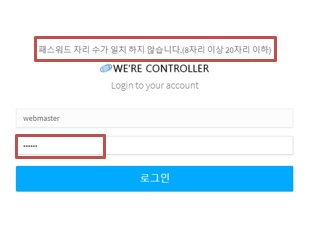 패스워드 자리 수가 일치 하지 않습니다.(8자리 이상 20자리 이하)
WE'RE CONTROLLER
Login to your account
webmaster
••••••
로그인